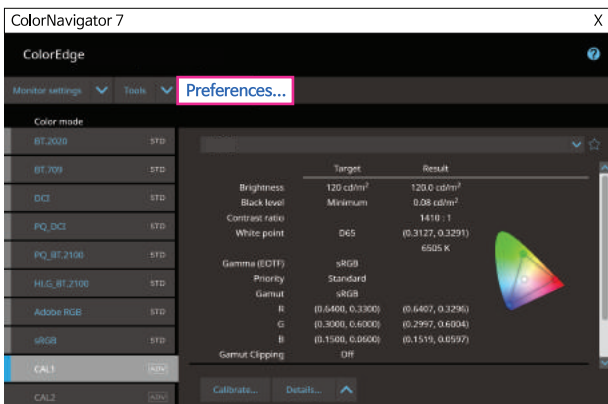 ColorNavigator 7 X
ColorEdge ?
Monitor settings Tools Preferences...
Color mode
BT.2020 STD
BT.709 STD
DCI STD
PQ_DCI STD
PQ_BT.2100 STD
HLG_BT.2100 STD
Adobe RGB STD
sRGB STD
CAL1 ADV
CAL2 ADV
Target Result
Brightness 120 cd/m² 120.0 cd/m²
Black level Minimum 0.08 cd/m²
Contrast ratio 1410 : 1
White point D65 (0.3127, 0.3291)
6505 K
Gamma (EOTF) sRGB
Priority Standard
Gamut sRGB
R (0.6400, 0.3300) (0.6407, 0.3296)
G (0.3000, 0.6000) (0.2997, 0.6004)
B (0.1500, 0.0600) (0.1519, 0.0597)
Gamut Clipping Off
Calibrate... Details...